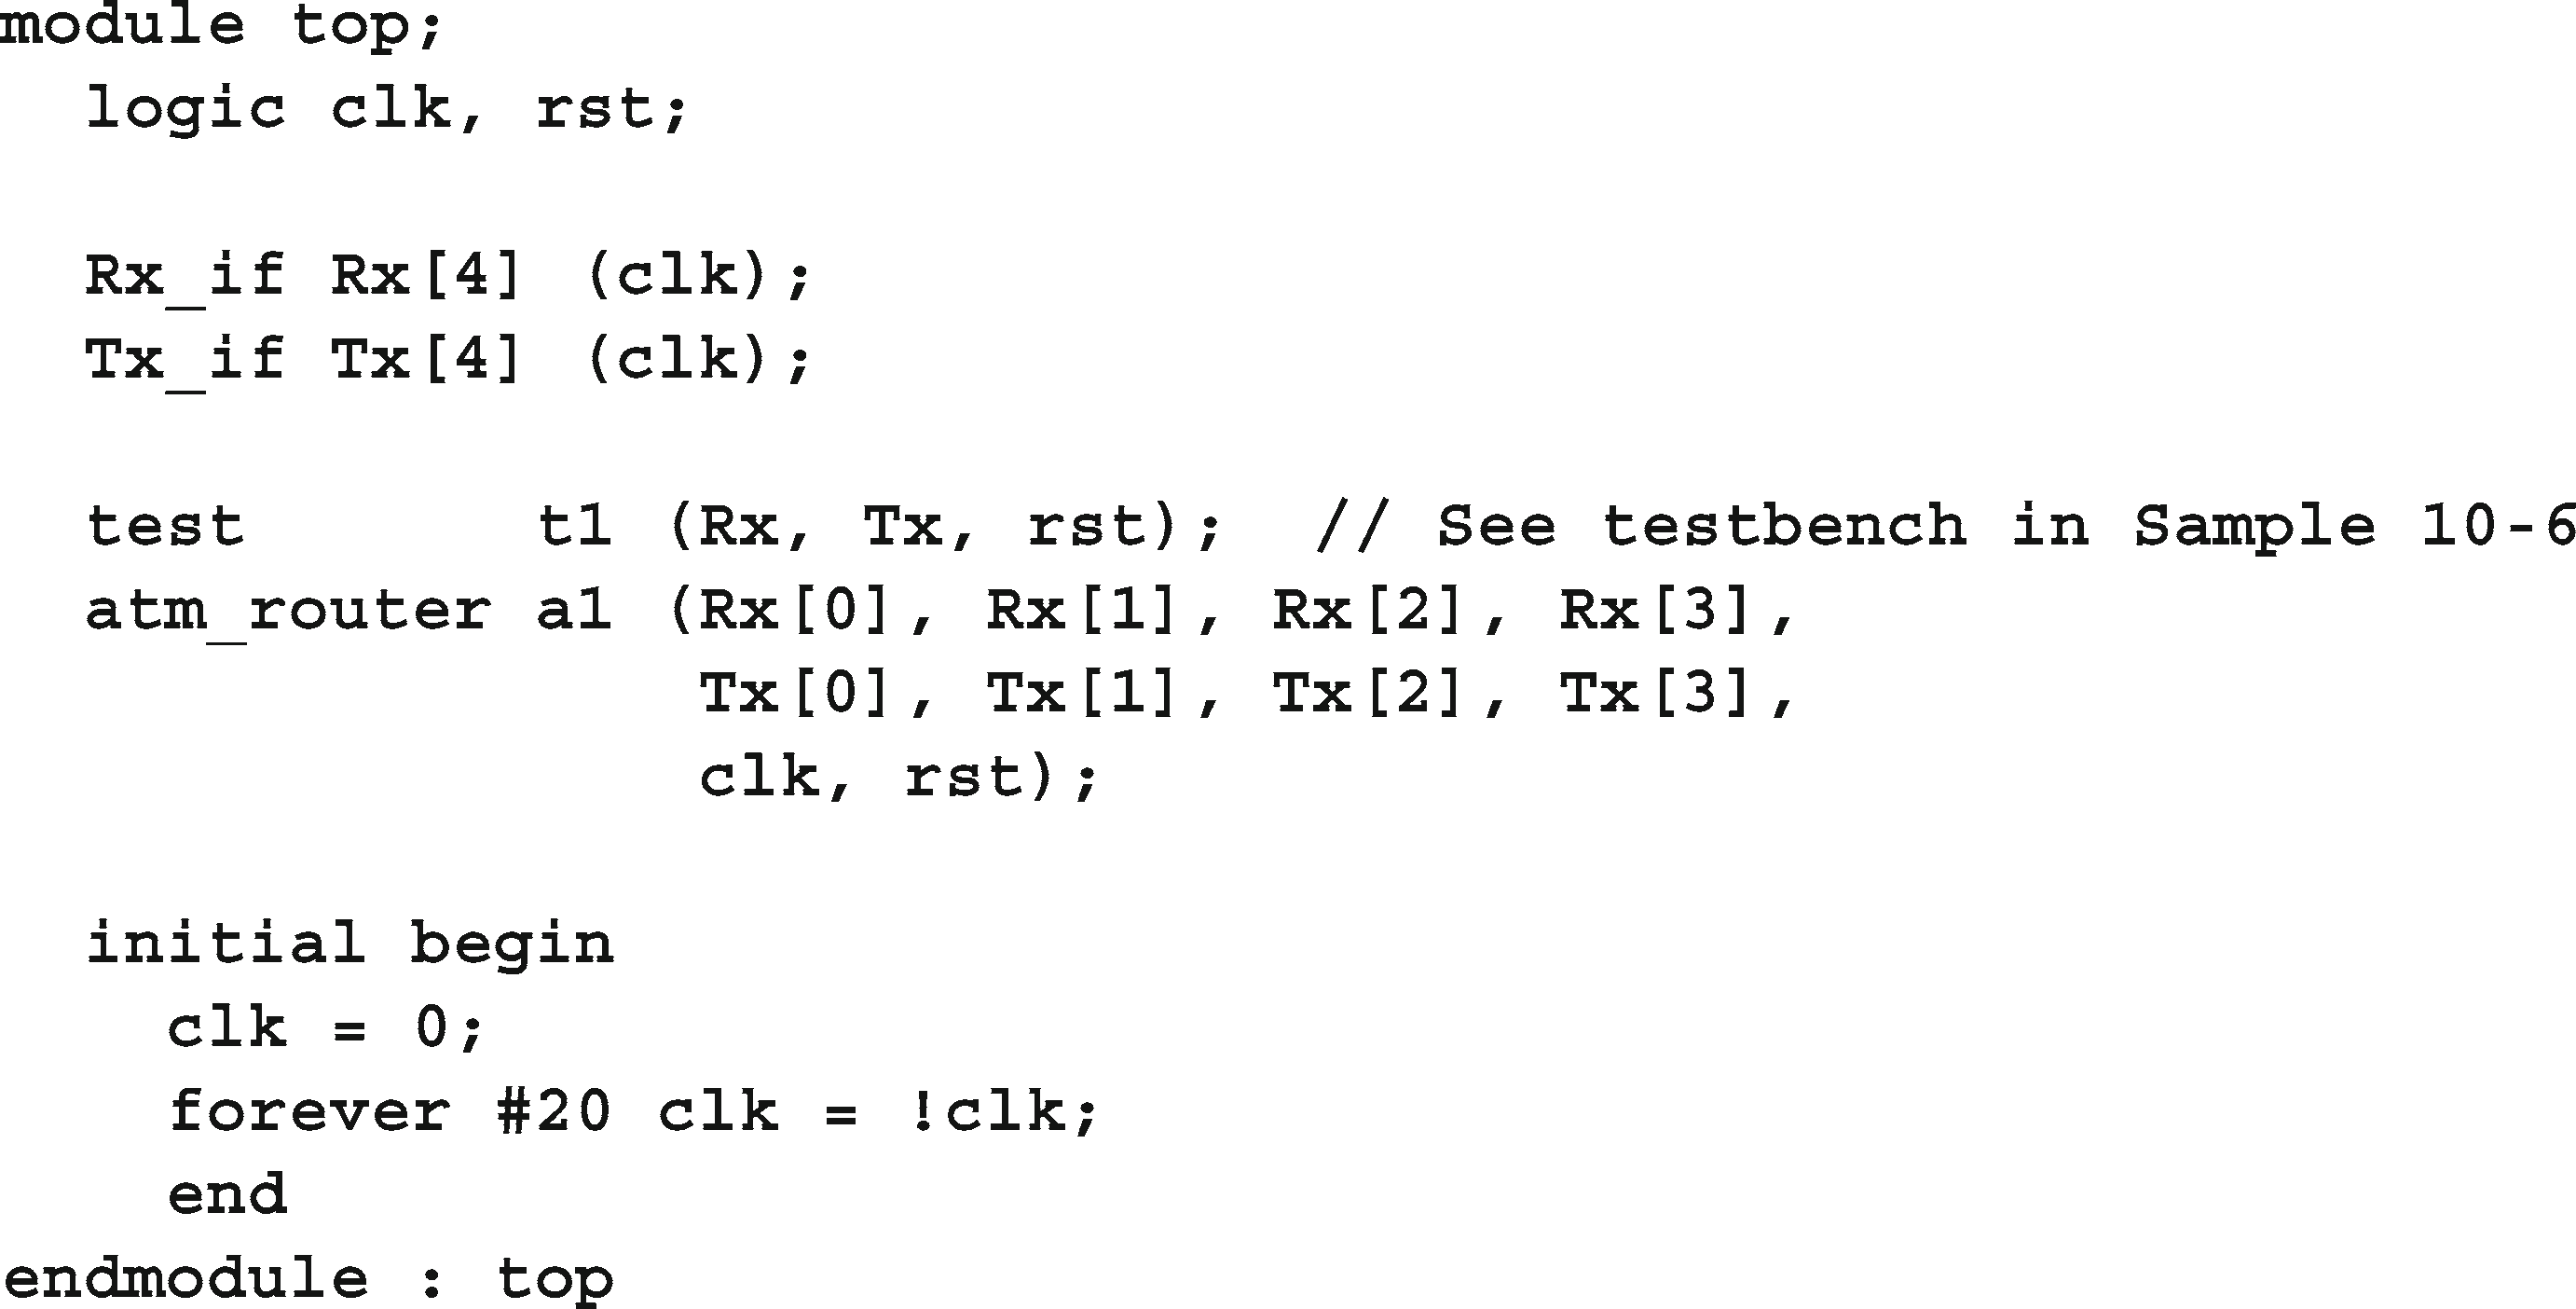 module top;
  logic clk, rst;

  Rx_if Rx[4] (clk);
  Tx_if Tx[4] (clk);

  test       t1 (Rx, Tx, rst);  // See testbench in Sample 10-6
  atm_router a1 (Rx[0], Rx[1], Rx[2], Rx[3],
                 Tx[0], Tx[1], Tx[2], Tx[3],
                 clk, rst);

  initial begin
    clk = 0;
    forever #20 clk = !clk;
    end
endmodule : top